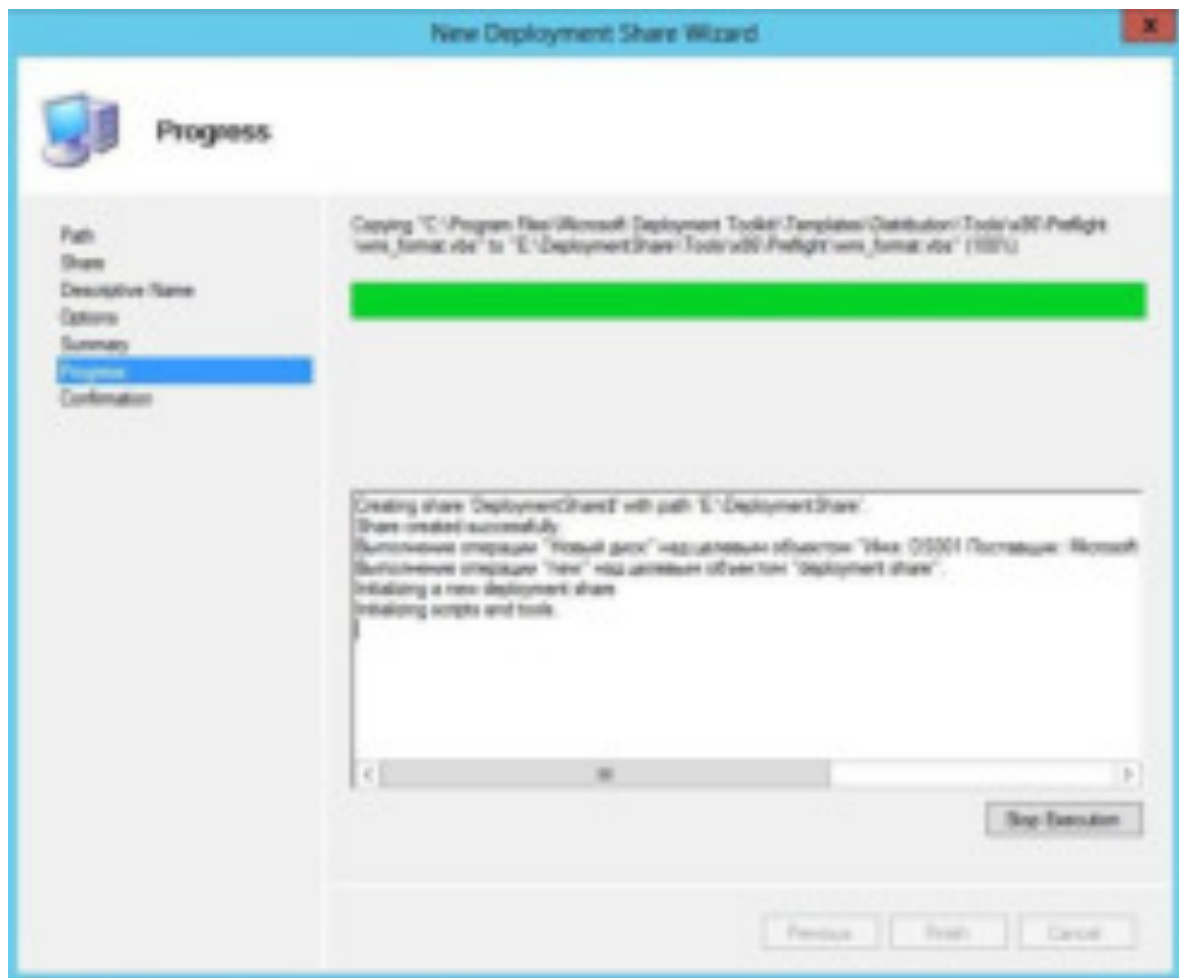 New Deployment Share Wizard
Progress
Path
Share
Descriptive Name
Options
Summary
Progress
Confirmation
Copying "C:\Program Files\Microsoft Deployment Toolkit\Templates\Distribution\Tools\x86\Preflight
\wmi_format.vbs" to "E:\DeploymentShare\Tools\x86\Preflight\wmi_format.vbs" (100%)
Creating share 'DeploymentShare$' with path 'E:\DeploymentShare'.
Share created successfully.
Выполнение операции "Новый диск" над целевым объектом "Имя: DS001 Поставщик: Microsoft
Выполнение операции "new" над целевым объектом "deployment share".
Initializing a new deployment share
Initializing scripts and tools.
Stop Execution
Previous
Finish
Cancel